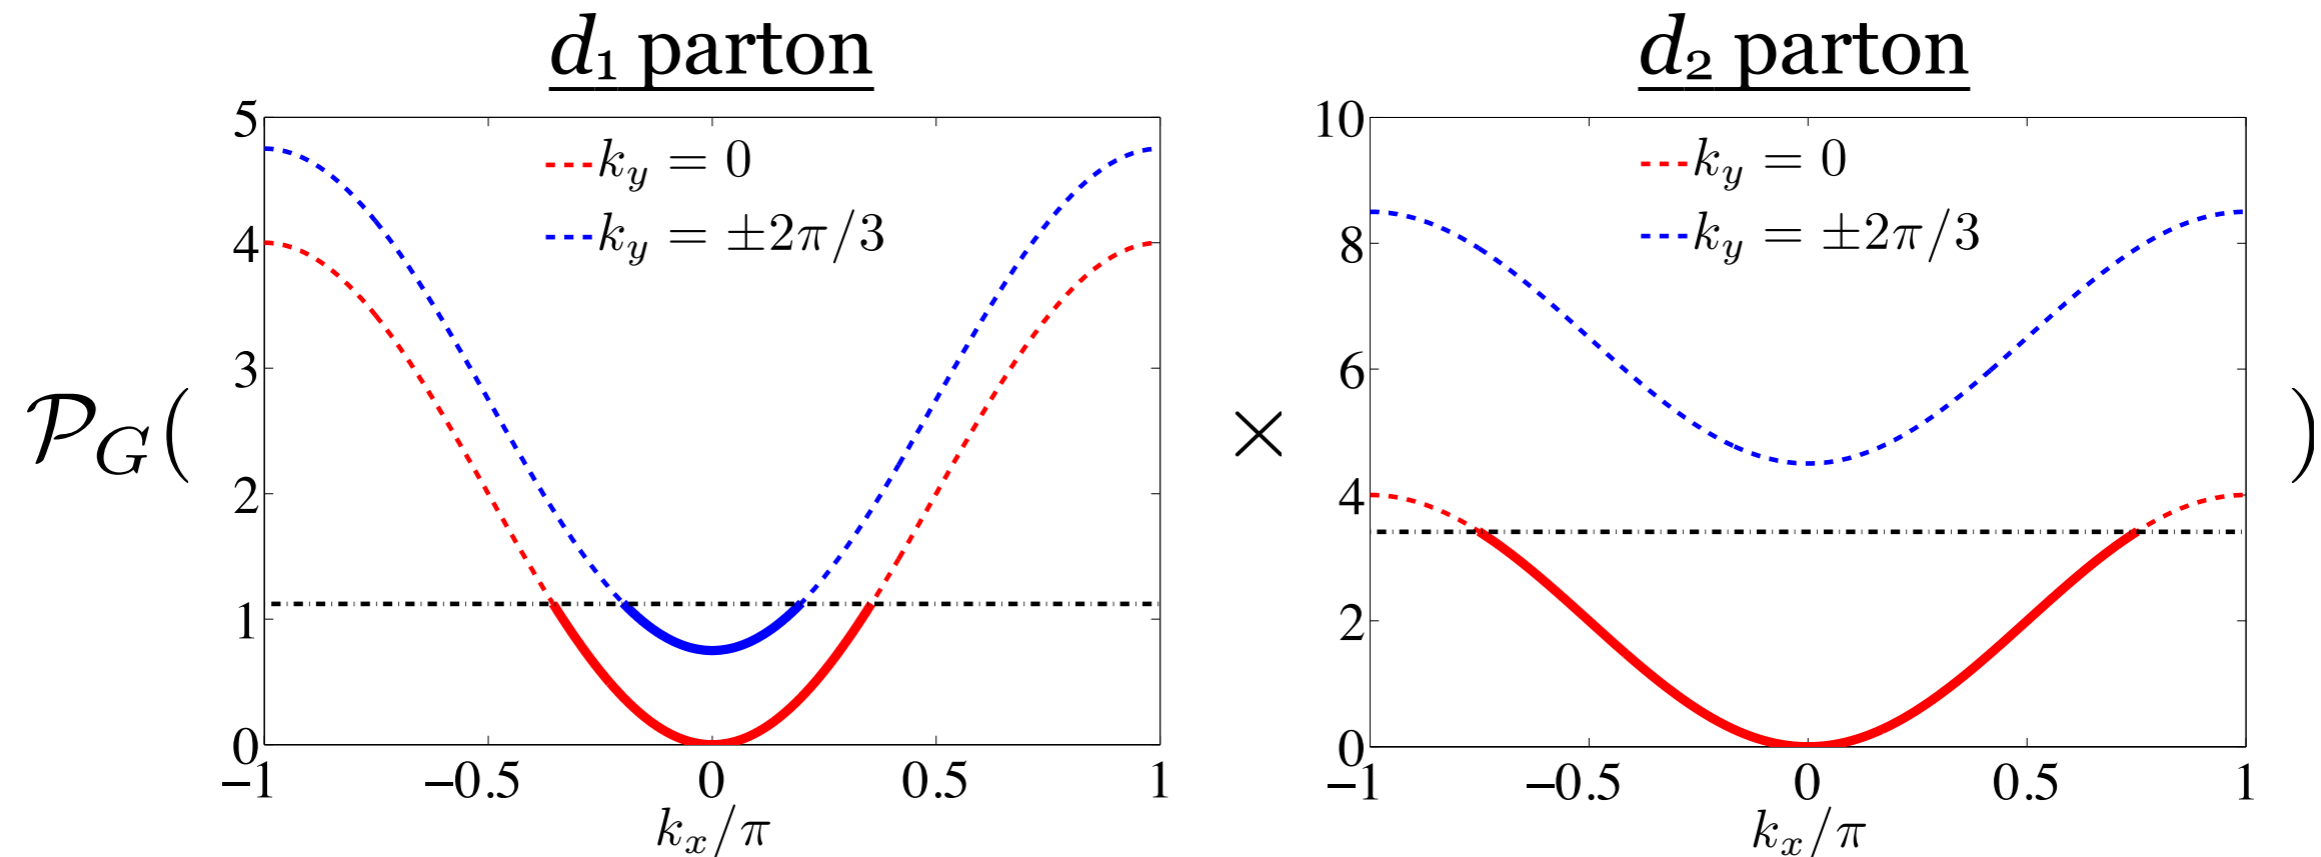 d₁ parton
5
4
3
2
1
0
−1
−0.5
0
0.5
1
k_x/π
k_y = 0
k_y = ±2π/3
𝒫_G(
×
d₂ parton
10
8
6
4
2
0
−1
−0.5
0
0.5
1
k_x/π
k_y = 0
k_y = ±2π/3
)